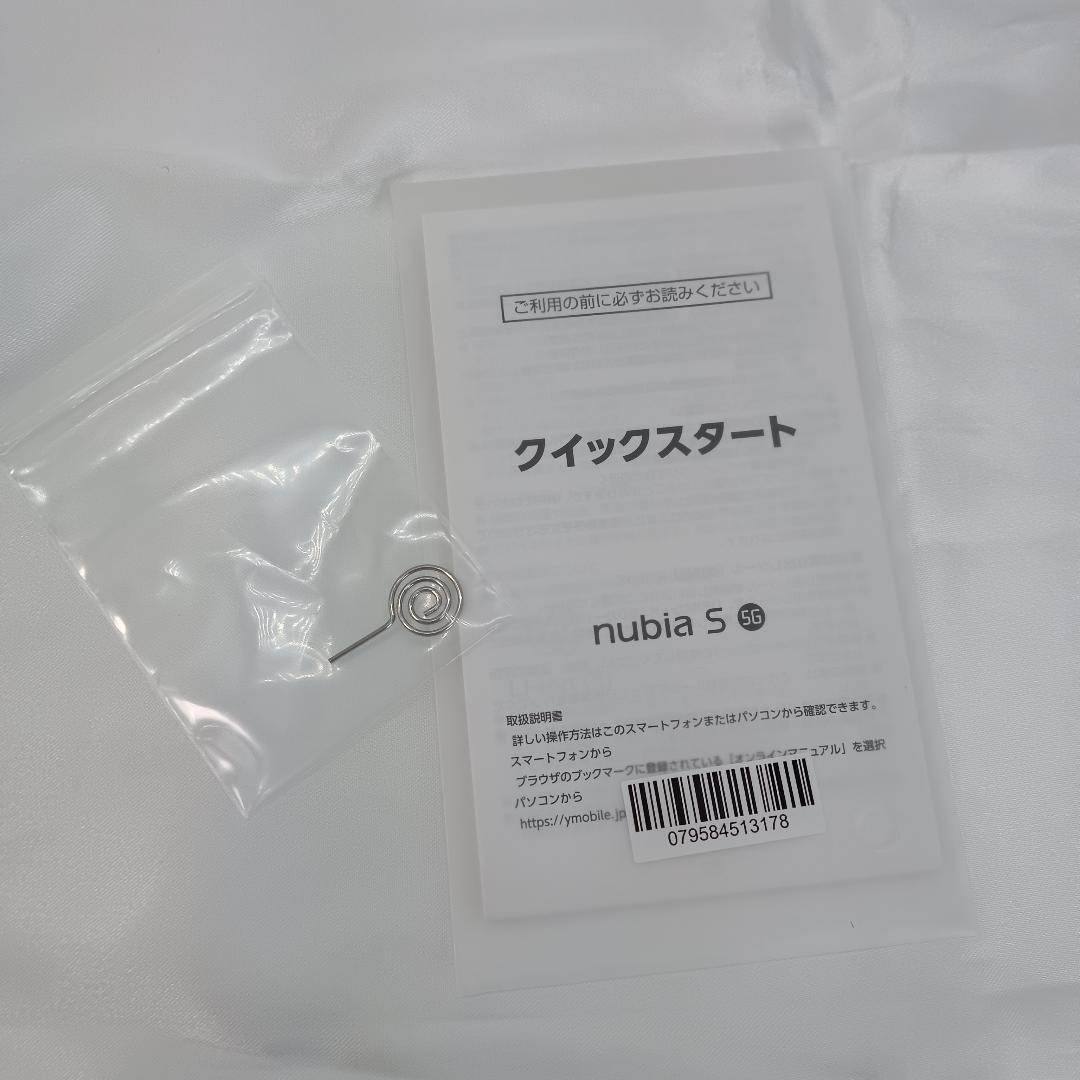 ご利用の前に必ずお読みください
クイックスタート
nubia S 5G
取扱説明書
詳しい操作方法はこのスマートフォンまたはパソコンから確認できます。
スマートフォンから
ブラウザのブックマークに登録されている「オンラインマニュアル」を選択
パソコンから
https://ymobile.jp
079584513178